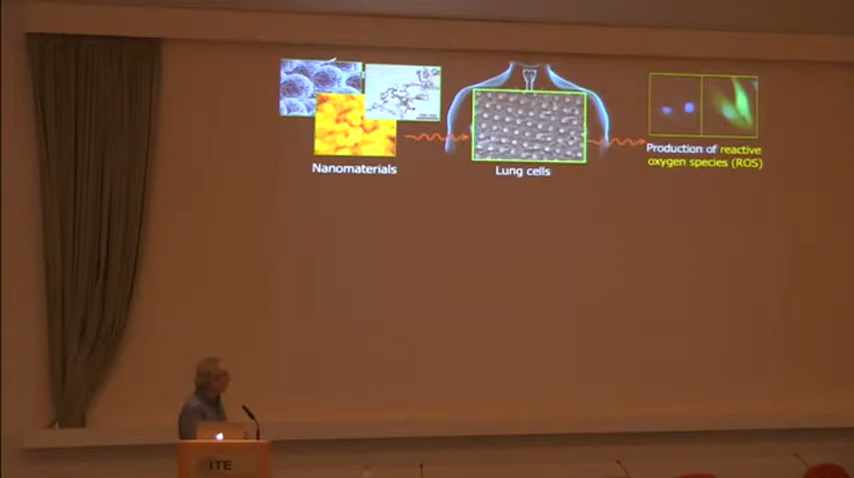 Nanomaterials
Lung cells
Production of reactive
oxygen species (ROS)
iTE